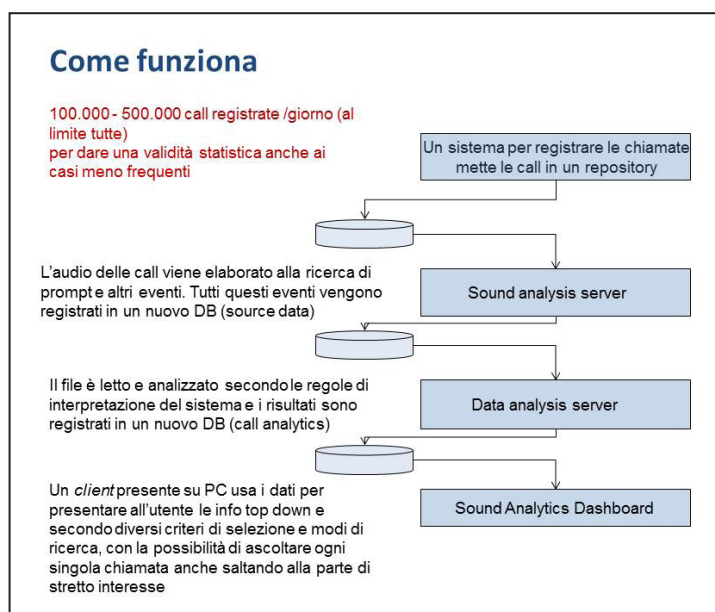 Come funziona
100.000 - 500.000 call registrate /giorno (al
limite tutte)
per dare una validità statistica anche ai
casi meno frequenti
Un sistema per registrare le chiamate
mette le call in un repository
L'audio delle call viene elaborato alla ricerca di
prompt e altri eventi. Tutti questi eventi vengono
registrati in un nuovo DB (source data)
Sound analysis server
Il file è letto e analizzato secondo le regole di
interpretazione del sistema e i risultati sono
registrati in un nuovo DB (call analytics)
Data analysis server
Un client presente su PC usa i dati per
presentare all'utente le info top down e
secondo diversi criteri di selezione e modi di
ricerca, con la possibilità di ascoltare ogni
singola chiamata anche saltando alla parte di
stretto interesse
Sound Analytics Dashboard